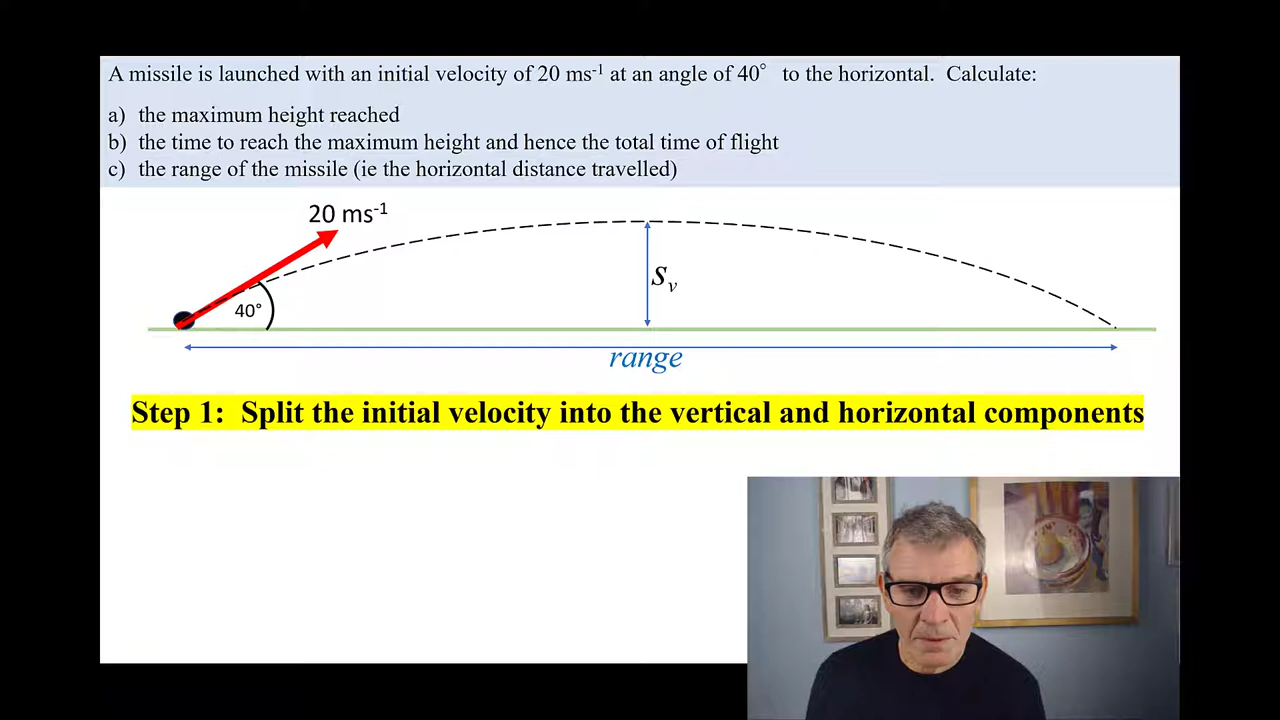 A missile is launched with an initial velocity of 20 ms⁻¹ at an angle of 40° to the horizontal. Calculate:
a) the maximum height reached
b) the time to reach the maximum height and hence the total time of flight
c) the range of the missile (ie the horizontal distance travelled)
20 ms⁻¹
40°
sᵥ
range
Step 1: Split the initial velocity into the vertical and horizontal components